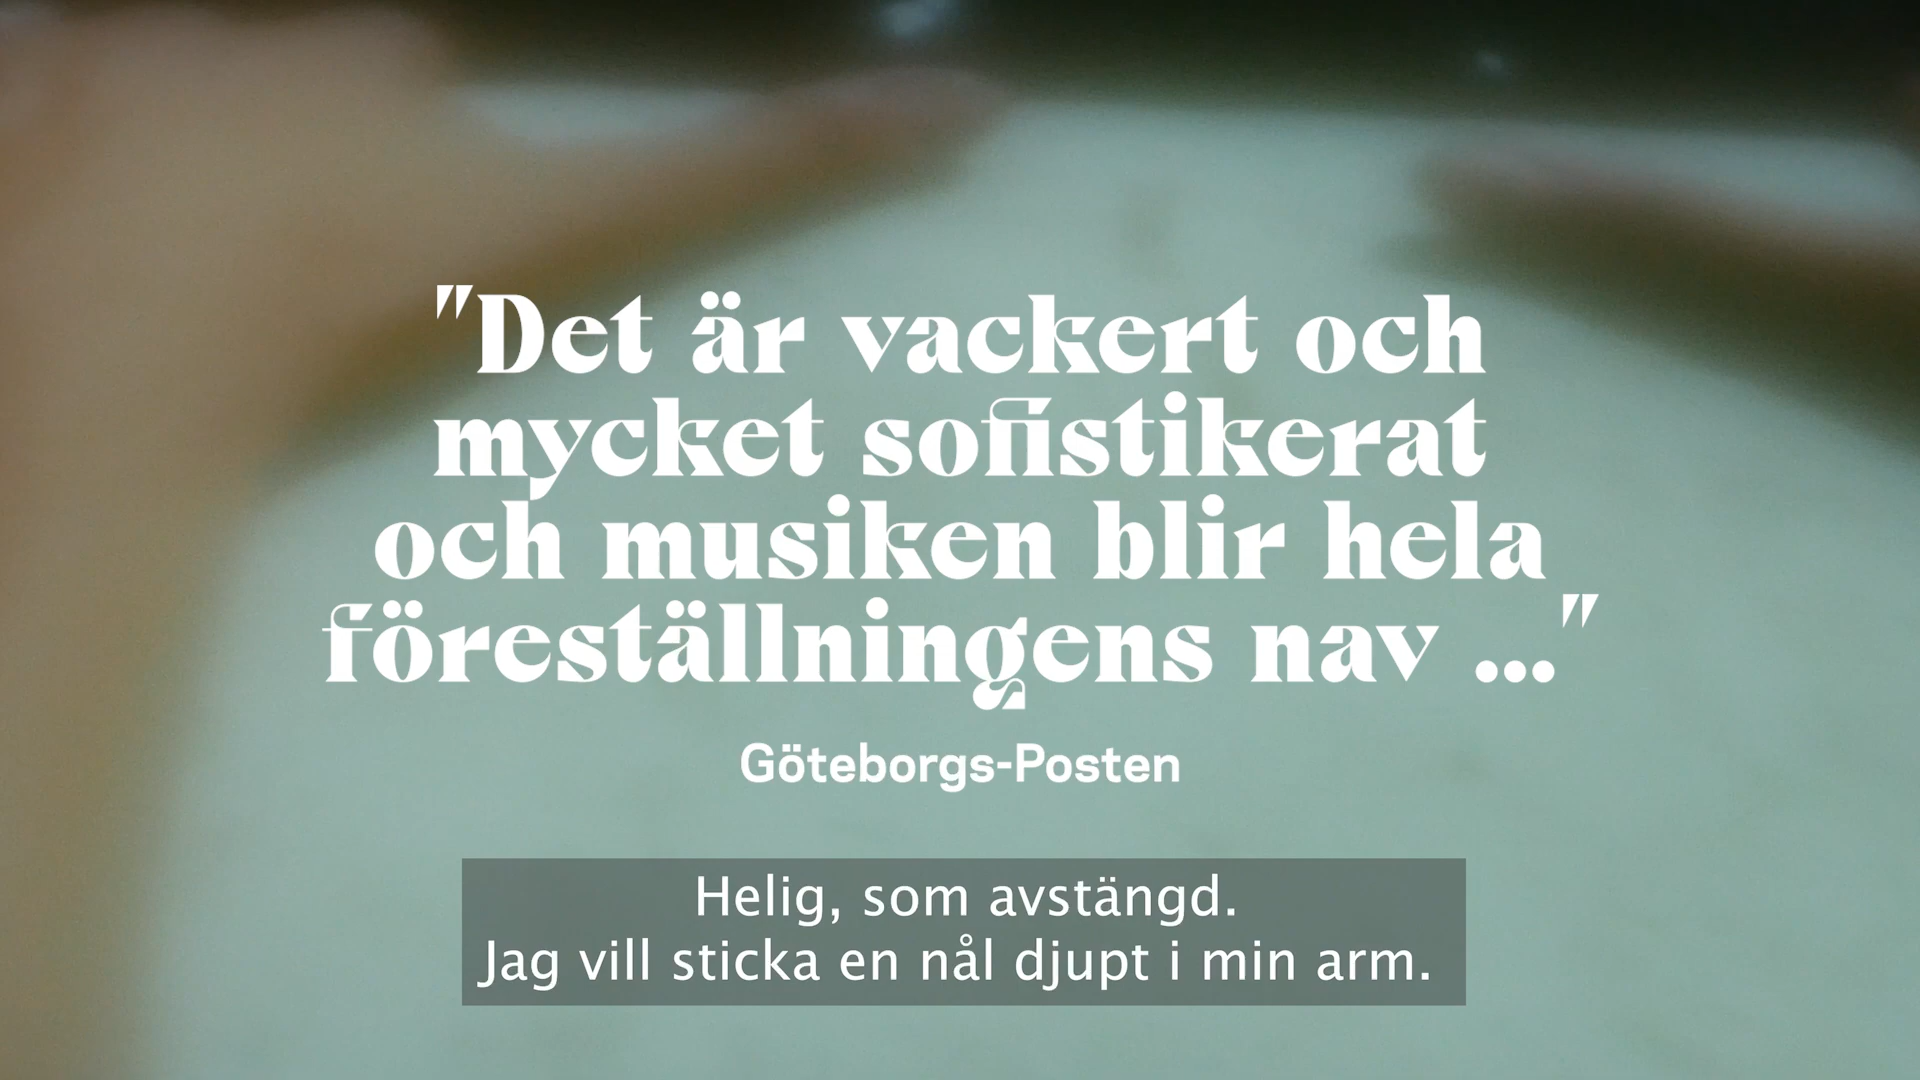 "Det är vackert och
mycket sofistikerat
och musiken blir hela
föreställningens nav ..."
Göteborgs-Posten
Helig, som avstängd.
Jag vill sticka en nål djupt i min arm.